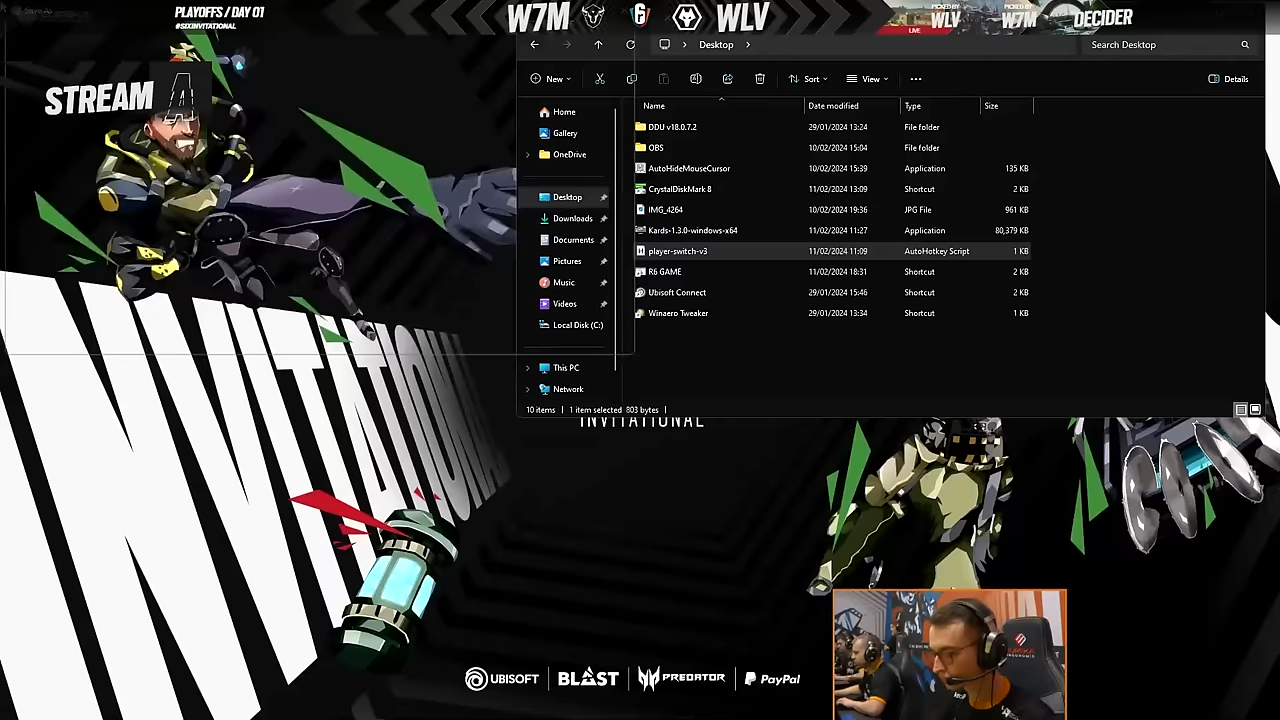 Save As
PLAYOFFS / DAY 01
#SIXINVITATIONAL
W7M
6
WLV
PICKED BY
WLV
LIVE
PICKED BY
W7M
DECIDER
STREAM A
Desktop
Search Desktop
New
Sort
View
Details
Name
Date modified
Type
Size
Home
Gallery
OneDrive
Desktop
Downloads
Documents
Pictures
Music
Videos
Local Disk (C:)
This PC
Network
DDU v18.0.7.2 29/01/2024 13:24 File folder
OBS 10/02/2024 15:04 File folder
AutoHideMouseCursor 10/02/2024 15:39 Application 135 KB
CrystalDiskMark 8 11/02/2024 13:09 Shortcut 2 KB
IMG_4264 10/02/2024 19:36 JPG File 961 KB
Kards-1.3.0-windows-x64 11/02/2024 11:27 Application 80,379 KB
player-switch-v3 11/02/2024 11:09 AutoHotkey Script 1 KB
R6 GAME 11/02/2024 18:31 Shortcut 2 KB
Ubisoft Connect 29/01/2024 15:46 Shortcut 2 KB
Winaero Tweaker 29/01/2024 13:34 Shortcut 1 KB
10 items 1 item selected 803 bytes
INVITATIONAL
INVITATIONAL
UBISOFT
BLAST
PREDATOR
PayPal